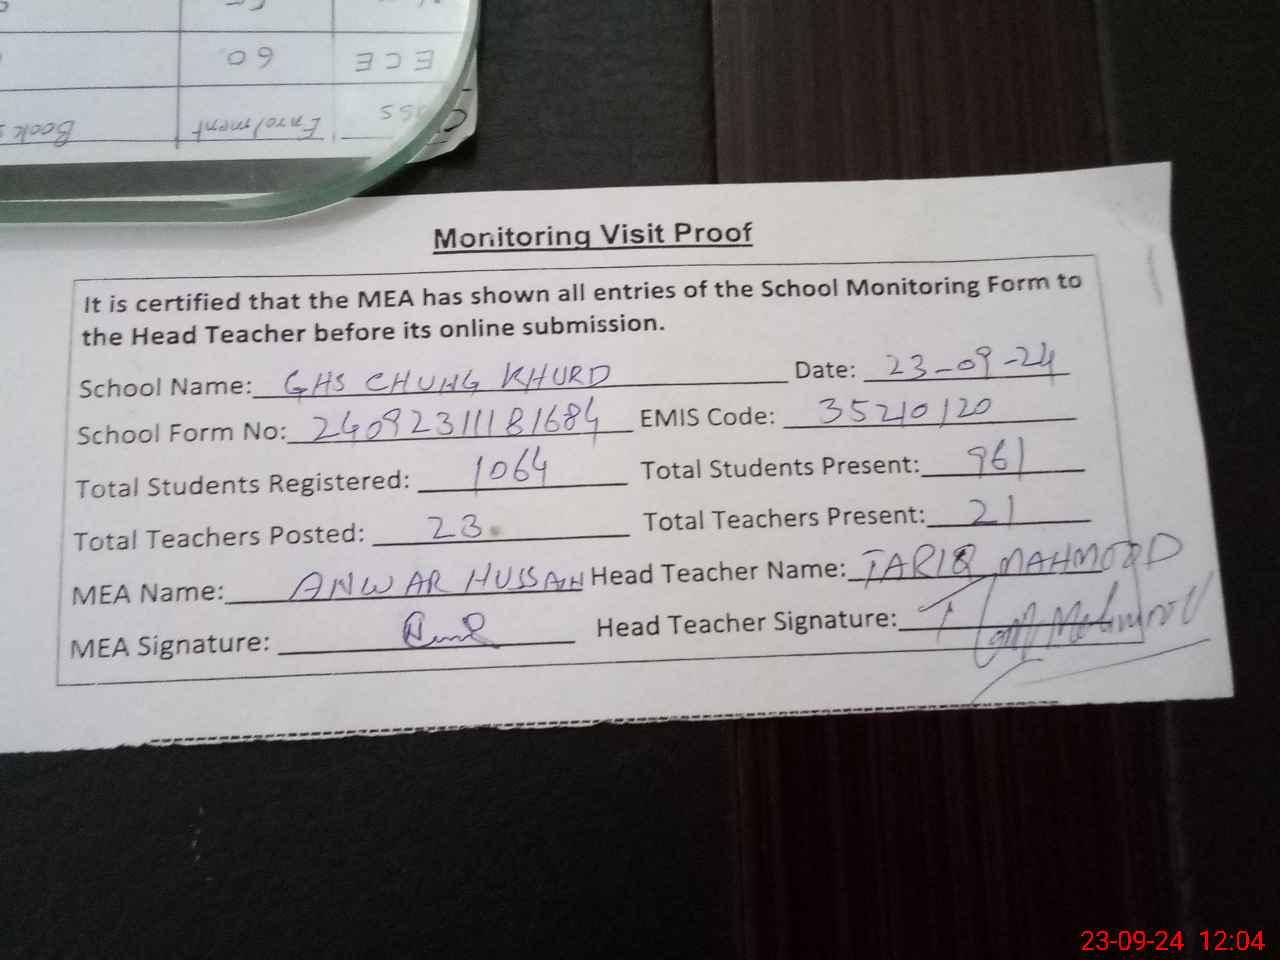 ECE 60
ss Enrolment Books
Monitoring Visit Proof
It is certified that the MEA has shown all entries of the School Monitoring Form to
the Head Teacher before its online submission.
School Name: GHS CHUNG KHURD Date: 23-09-24
School Form No: 24092311181684 EMIS Code: 35210120
Total Students Registered: 1064 Total Students Present: 961
Total Teachers Posted: 23 Total Teachers Present: 21
MEA Name: ANWAR HUSSAIN Head Teacher Name: TARIQ MAHMOOD
MEA Signature: Head Teacher Signature:
23-09-24 12:04